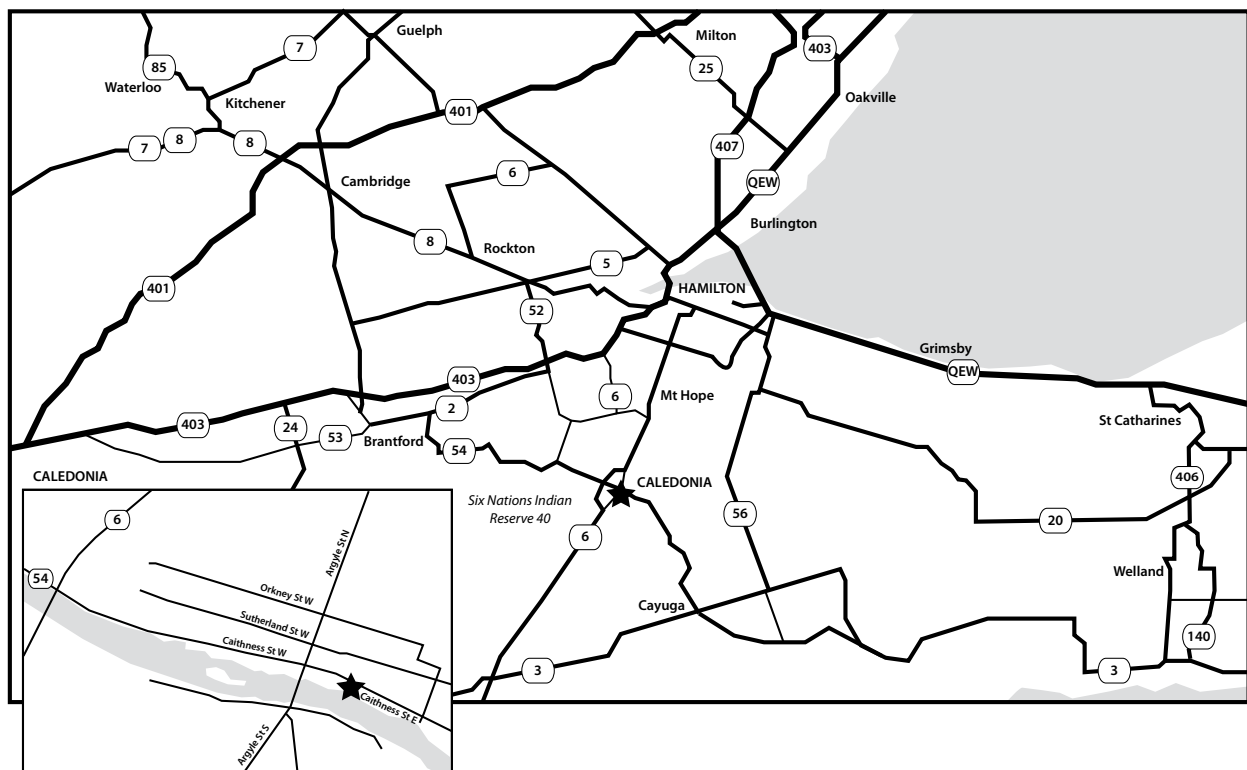 Guelph
Milton
403
7
25
85
Waterloo
Kitchener
Oakville
401
7
8
8
407
6
QEW
Cambridge
Burlington
8
Rockton
5
401
HAMILTON
52
Grimsby
QEW
403
6
Mt Hope
2
St Catharines
403
24
53
Brantford
54
CALEDONIA
Six Nations Indian
Reserve 40
CALEDONIA
406
56
20
6
Welland
Cayuga
140
3
3
6
54
Argyle St N
Orkney St W
Sutherland St W
Caithness St W
Caithness St E
Argyle St S